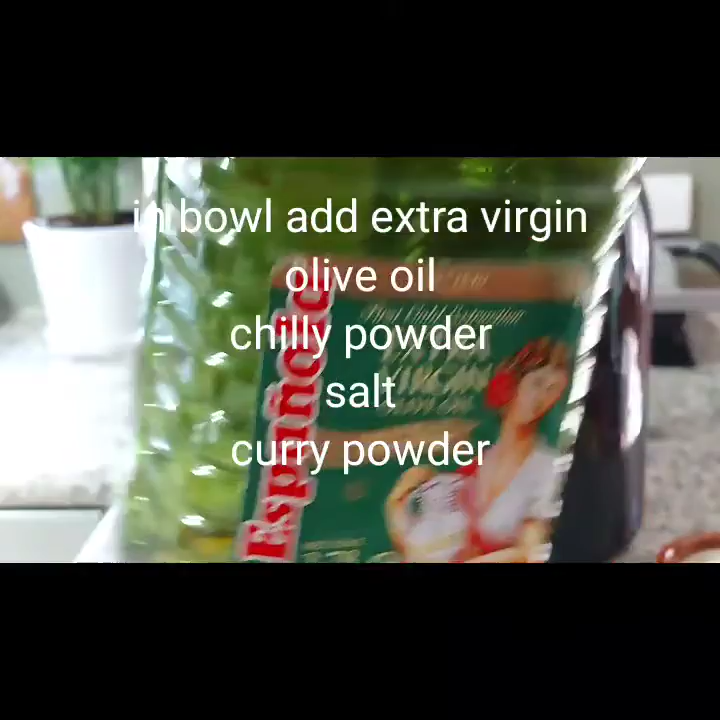 in bowl add extra virgin
olive oil
chilly powder
salt
curry powder
Española